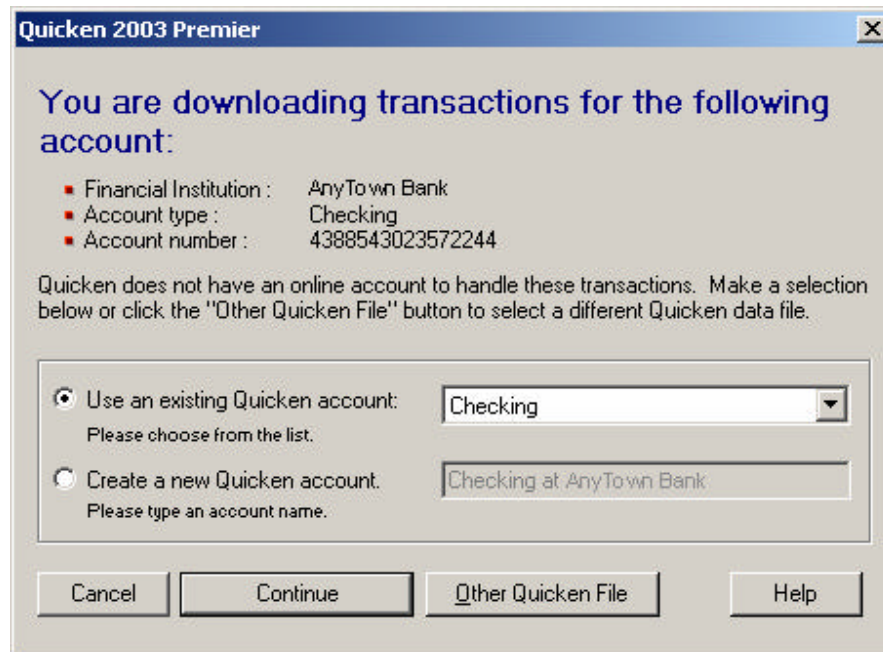 Quicken 2003 Premier
You are downloading transactions for the following
account:
Financial Institution : AnyTown Bank
Account type : Checking
Account number : 4388543023572244
Quicken does not have an online account to handle these transactions. Make a selection
below or click the "Other Quicken File" button to select a different Quicken data file.
Use an existing Quicken account: Checking
Please choose from the list.
Create a new Quicken account. Checking at AnyTown Bank
Please type an account name.
Cancel Continue Other Quicken File Help